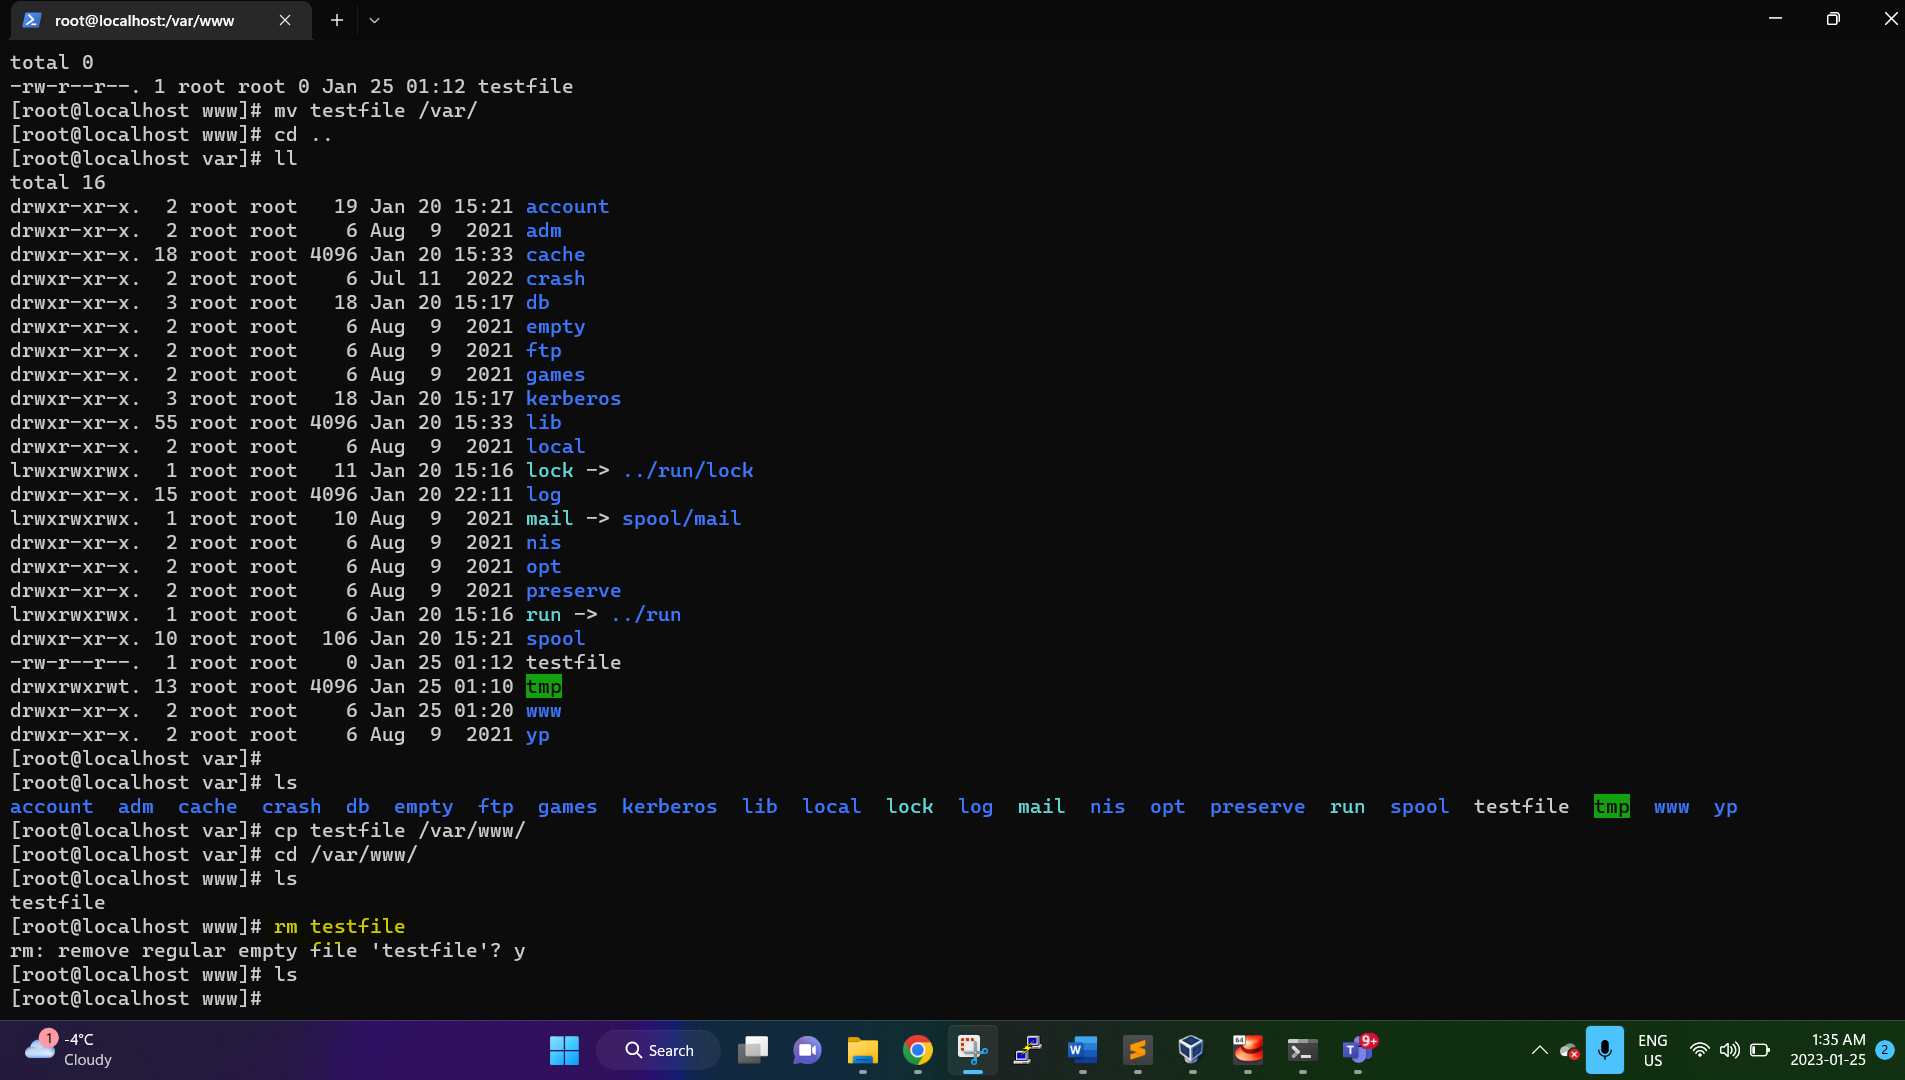 root@localhost:/var/www
total 0
-rw-r--r--. 1 root root 0 Jan 25 01:12 testfile
[root@localhost www]# mv testfile /var/
[root@localhost www]# cd ..
[root@localhost var]# ll
total 16
drwxr-xr-x.  2 root root   19 Jan 20 15:21 account
drwxr-xr-x.  2 root root    6 Aug  9  2021 adm
drwxr-xr-x. 18 root root 4096 Jan 20 15:33 cache
drwxr-xr-x.  2 root root    6 Jul 11  2022 crash
drwxr-xr-x.  3 root root   18 Jan 20 15:17 db
drwxr-xr-x.  2 root root    6 Aug  9  2021 empty
drwxr-xr-x.  2 root root    6 Aug  9  2021 ftp
drwxr-xr-x.  2 root root    6 Aug  9  2021 games
drwxr-xr-x.  3 root root   18 Jan 20 15:17 kerberos
drwxr-xr-x. 55 root root 4096 Jan 20 15:33 lib
drwxr-xr-x.  2 root root    6 Aug  9  2021 local
lrwxrwxrwx.  1 root root   11 Jan 20 15:16 lock -> ../run/lock
drwxr-xr-x. 15 root root 4096 Jan 20 22:11 log
lrwxrwxrwx.  1 root root   10 Aug  9  2021 mail -> spool/mail
drwxr-xr-x.  2 root root    6 Aug  9  2021 nis
drwxr-xr-x.  2 root root    6 Aug  9  2021 opt
drwxr-xr-x.  2 root root    6 Aug  9  2021 preserve
lrwxrwxrwx.  1 root root    6 Jan 20 15:16 run -> ../run
drwxr-xr-x. 10 root root  106 Jan 20 15:21 spool
-rw-r--r--.  1 root root    0 Jan 25 01:12 testfile
drwxrwxrwt. 13 root root 4096 Jan 25 01:10 tmp
drwxr-xr-x.  2 root root    6 Jan 25 01:20 www
drwxr-xr-x.  2 root root    6 Aug  9  2021 yp
[root@localhost var]#
[root@localhost var]# ls
account  adm  cache  crash  db  empty  ftp  games  kerberos  lib  local  lock  log  mail  nis  opt  preserve  run  spool  testfile  tmp  www  yp
[root@localhost var]# cp testfile /var/www/
[root@localhost var]# cd /var/www/
[root@localhost www]# ls
testfile
[root@localhost www]# rm testfile
rm: remove regular empty file 'testfile'? y
[root@localhost www]# ls
[root@localhost www]#
1 -4°C
Cloudy
Search
W
64
T 9+
ENG
US
1:35 AM
2023-01-25
2